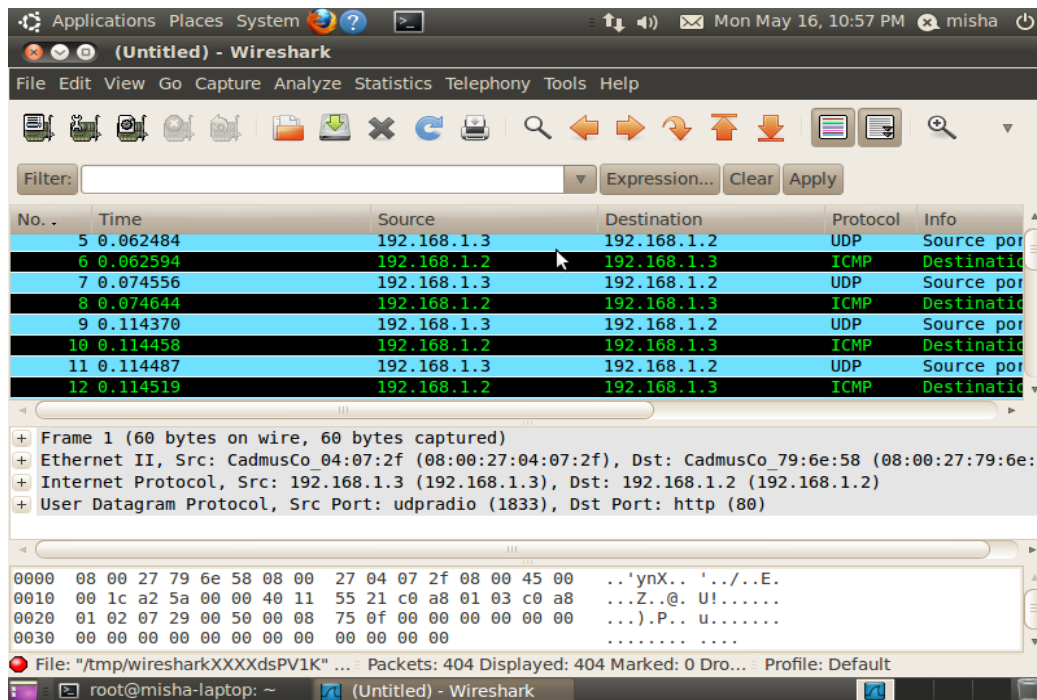 Applications Places System Mon May 16, 10:57 PM misha
(Untitled) - Wireshark
File Edit View Go Capture Analyze Statistics Telephony Tools Help
Filter: Expression... Clear Apply
No. Time Source Destination Protocol Info
5 0.062484 192.168.1.3 192.168.1.2 UDP Source por
6 0.062594 192.168.1.2 192.168.1.3 ICMP Destinatio
7 0.074556 192.168.1.3 192.168.1.2 UDP Source por
8 0.074644 192.168.1.2 192.168.1.3 ICMP Destinatio
9 0.114370 192.168.1.3 192.168.1.2 UDP Source por
10 0.114458 192.168.1.2 192.168.1.3 ICMP Destinatio
11 0.114487 192.168.1.3 192.168.1.2 UDP Source por
12 0.114519 192.168.1.2 192.168.1.3 ICMP Destinatio
Frame 1 (60 bytes on wire, 60 bytes captured)
Ethernet II, Src: CadmusCo_04:07:2f (08:00:27:04:07:2f), Dst: CadmusCo_79:6e:58 (08:00:27:79:6e:
Internet Protocol, Src: 192.168.1.3 (192.168.1.3), Dst: 192.168.1.2 (192.168.1.2)
User Datagram Protocol, Src Port: udpradio (1833), Dst Port: http (80)
0000 08 00 27 79 6e 58 08 00 27 04 07 2f 08 00 45 00 ..'ynX.. '../..E.
0010 00 1c a2 5a 00 00 40 11 55 21 c0 a8 01 03 c0 a8 ...Z..@. U!......
0020 01 02 07 29 00 50 00 08 75 0f 00 00 00 00 00 00 ...).P.. u.......
0030 00 00 00 00 00 00 00 00 00 00 00 00 ........ ....
File: "/tmp/wiresharkXXXXdsPV1K" ... Packets: 404 Displayed: 404 Marked: 0 Dro... Profile: Default
root@misha-laptop: ~ (Untitled) - Wireshark